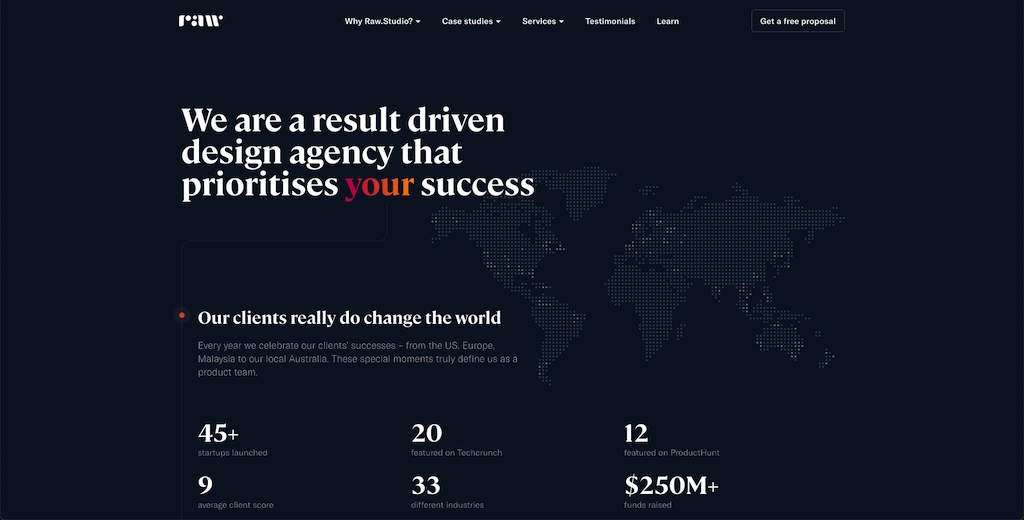 raw
Why Raw.Studio? Case studies Services Testimonials Learn Get a free proposal
We are a result driven
design agency that
prioritises your success
Our clients really do change the world
Every year we celebrate our clients' successes – from the US, Europe,
Malaysia to our local Australia. These special moments truly define us as a
product team.
45+ 20 12
startups launched featured on Techcrunch featured on ProductHunt
9 33 $250M+
average client score different industries funds raised